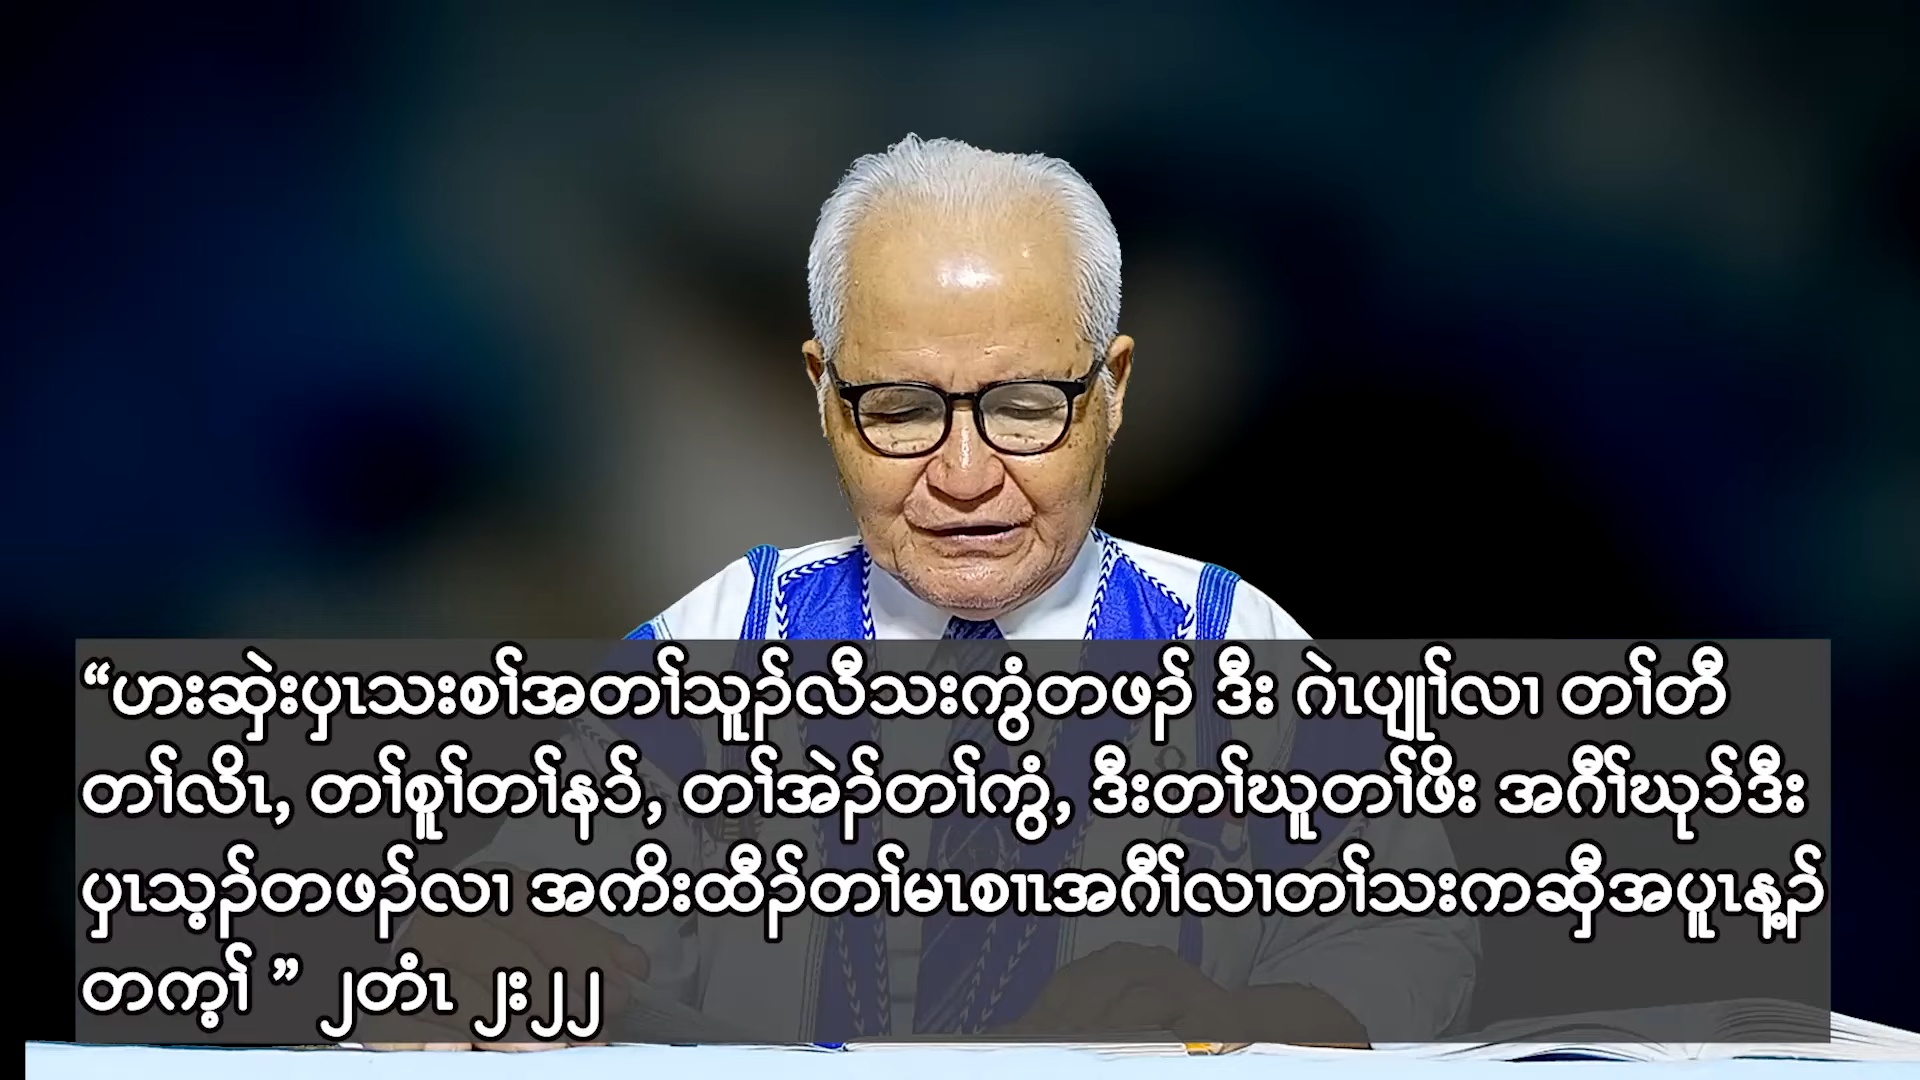 “ဟးဆှဲးပှၤသးစၢ်အတၢ်သူၣ်လီသးကွံတဖၣ် ဒီး ဂဲၤပျုၢ်လၢ တၢ်တီ
တၢ်လိၤ, တၢ်စူၢ်တၢ်နၥ်, တၢ်အဲၣ်တၢ်ကွံ, ဒီးတၢ်ဃူတၢ်ဖိး အဂီၢ်ဃုၥ်ဒီး
ပှၤသ့ၣ်တဖၣ်လၢ အကိးထီၣ်တၢ်မၤစၢၤအဂီၢ်လၢတၢ်သးကဆှီအပူၤန့ၣ်
တက့ၢ် ” ၂တံၤ ၂း၂၂